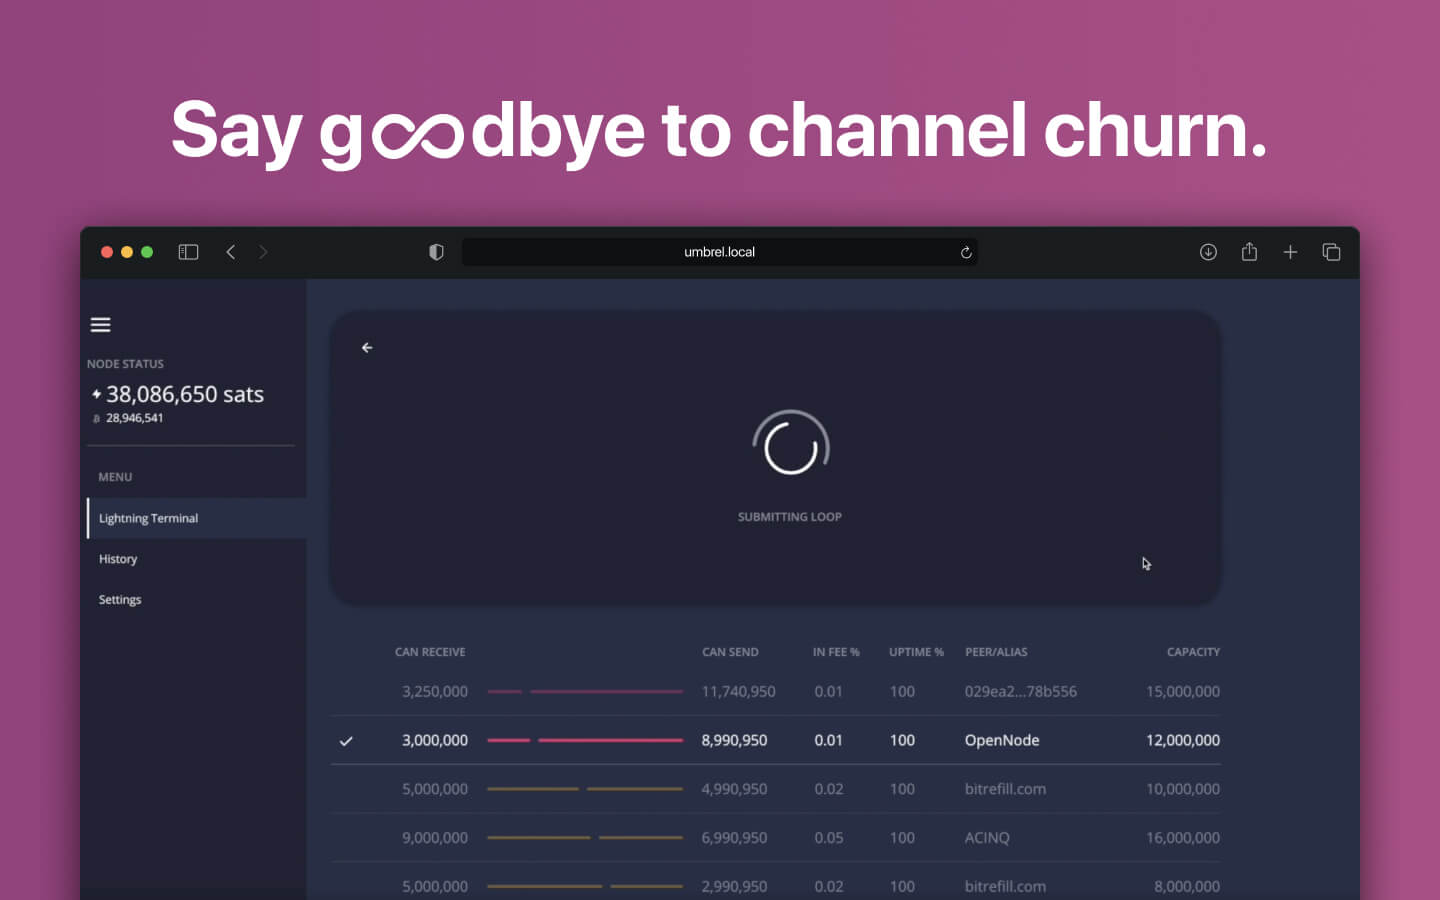 Say goodbye to channel churn.
umbrel.local
NODE STATUS
38,086,650 sats
28,946,541
MENU
Lightning Terminal
History
Settings
SUBMITTING LOOP
CAN RECEIVE CAN SEND IN FEE % UPTIME % PEER/ALIAS CAPACITY
3,250,000 11,740,950 0.01 100 029ea2...78b556 15,000,000
3,000,000 8,990,950 0.01 100 OpenNode 12,000,000
5,000,000 4,990,950 0.02 100 bitrefill.com 10,000,000
9,000,000 6,990,950 0.05 100 ACINQ 16,000,000
5,000,000 2,990,950 0.02 100 bitrefill.com 8,000,000